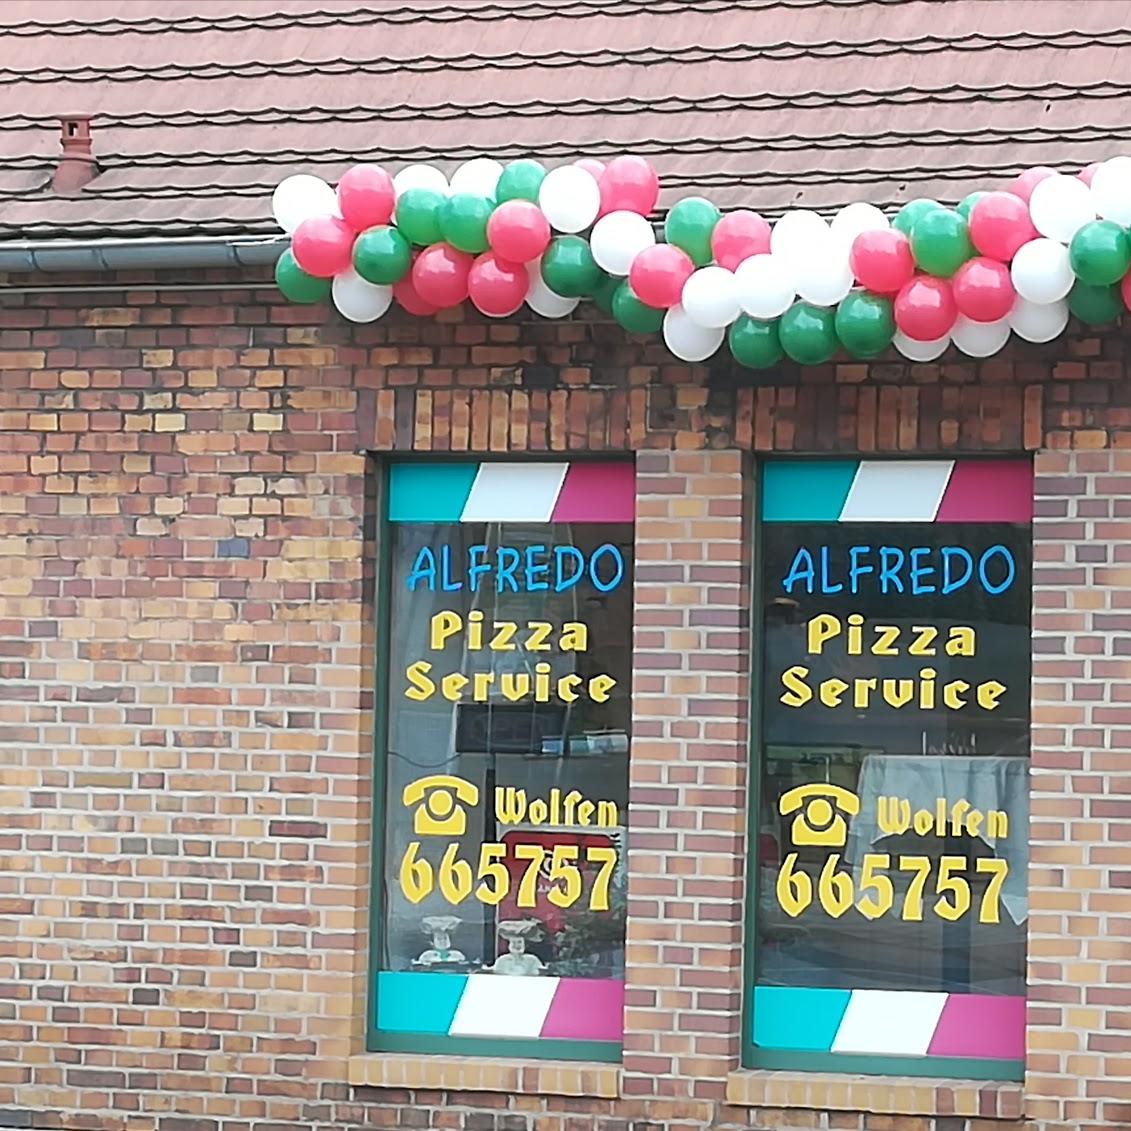 ALFREDO
Pizza
Service
Wolfen
665757
ALFREDO
Pizza
Service
Wolfen
665757